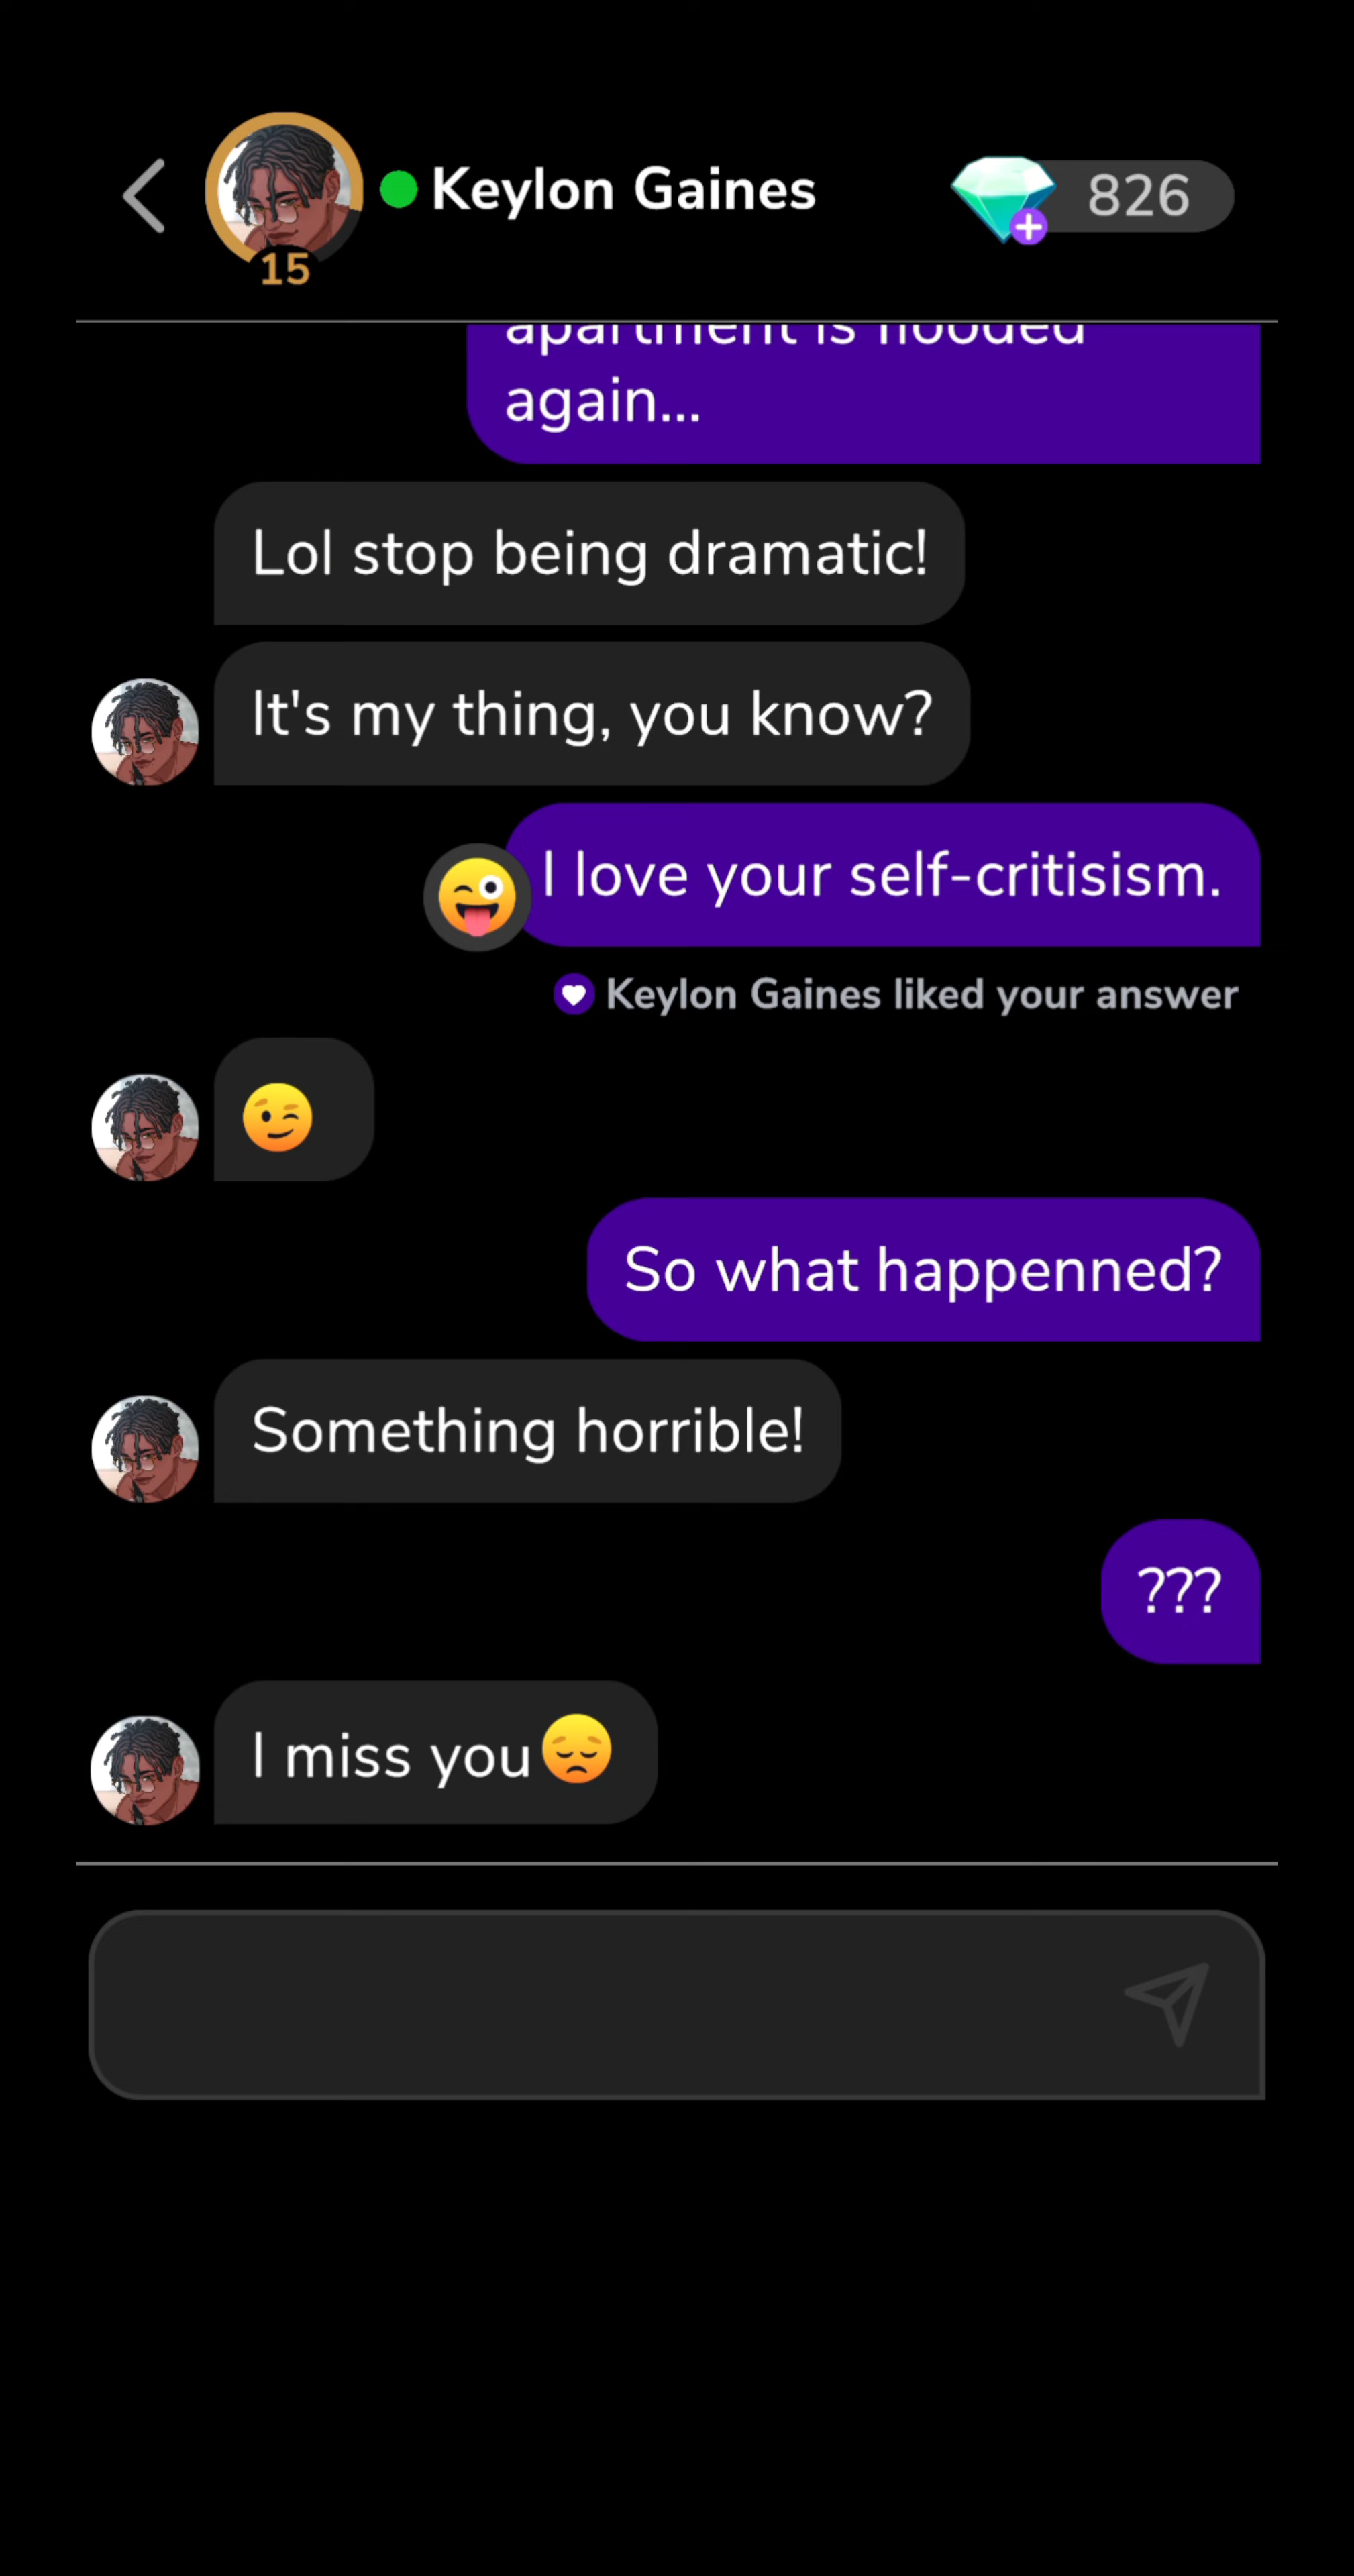 Keylon Gaines
826
15
apartment is flooded
again...
Lol stop being dramatic!
It's my thing, you know?
I love your self-critisism.
Keylon Gaines liked your answer
So what happenned?
Something horrible!
???
I miss you😞